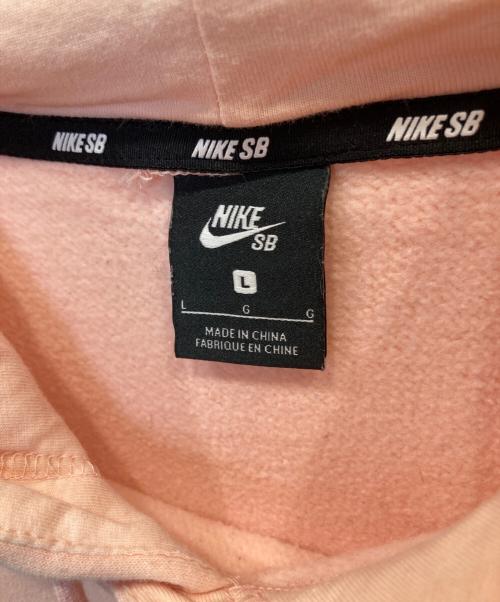 NIKE SB NIKE SB NIKE SB
NIKE
SB
L
L G G
MADE IN CHINA
FABRIQUE EN CHINE